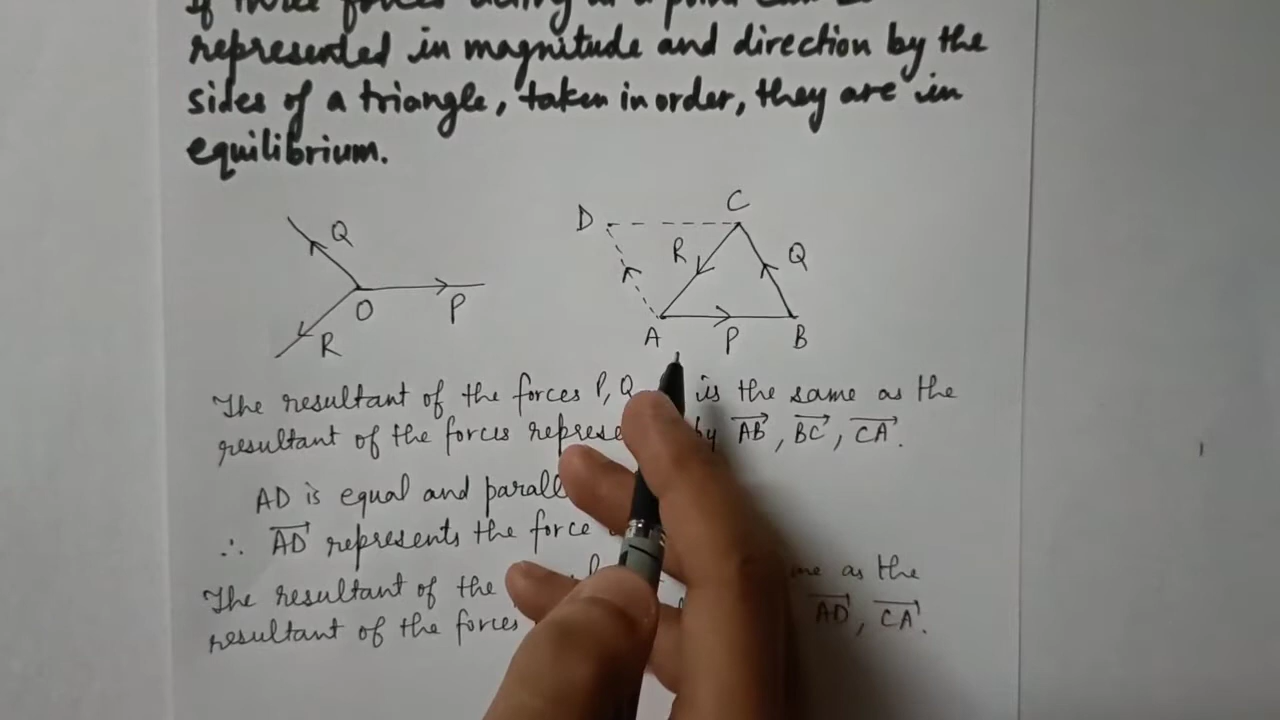 represented in magnitude and direction by the
sides of a triangle, taken in order, they are in
equilibrium.
D C
Q R Q
O P
R A P B
The resultant of the forces P, Q is the same as the
resultant of the forces by AB, BC, CA.
AD is equal and
∴ AD represents the force
The resultant of the as the
resultant of the forces AD, CA.